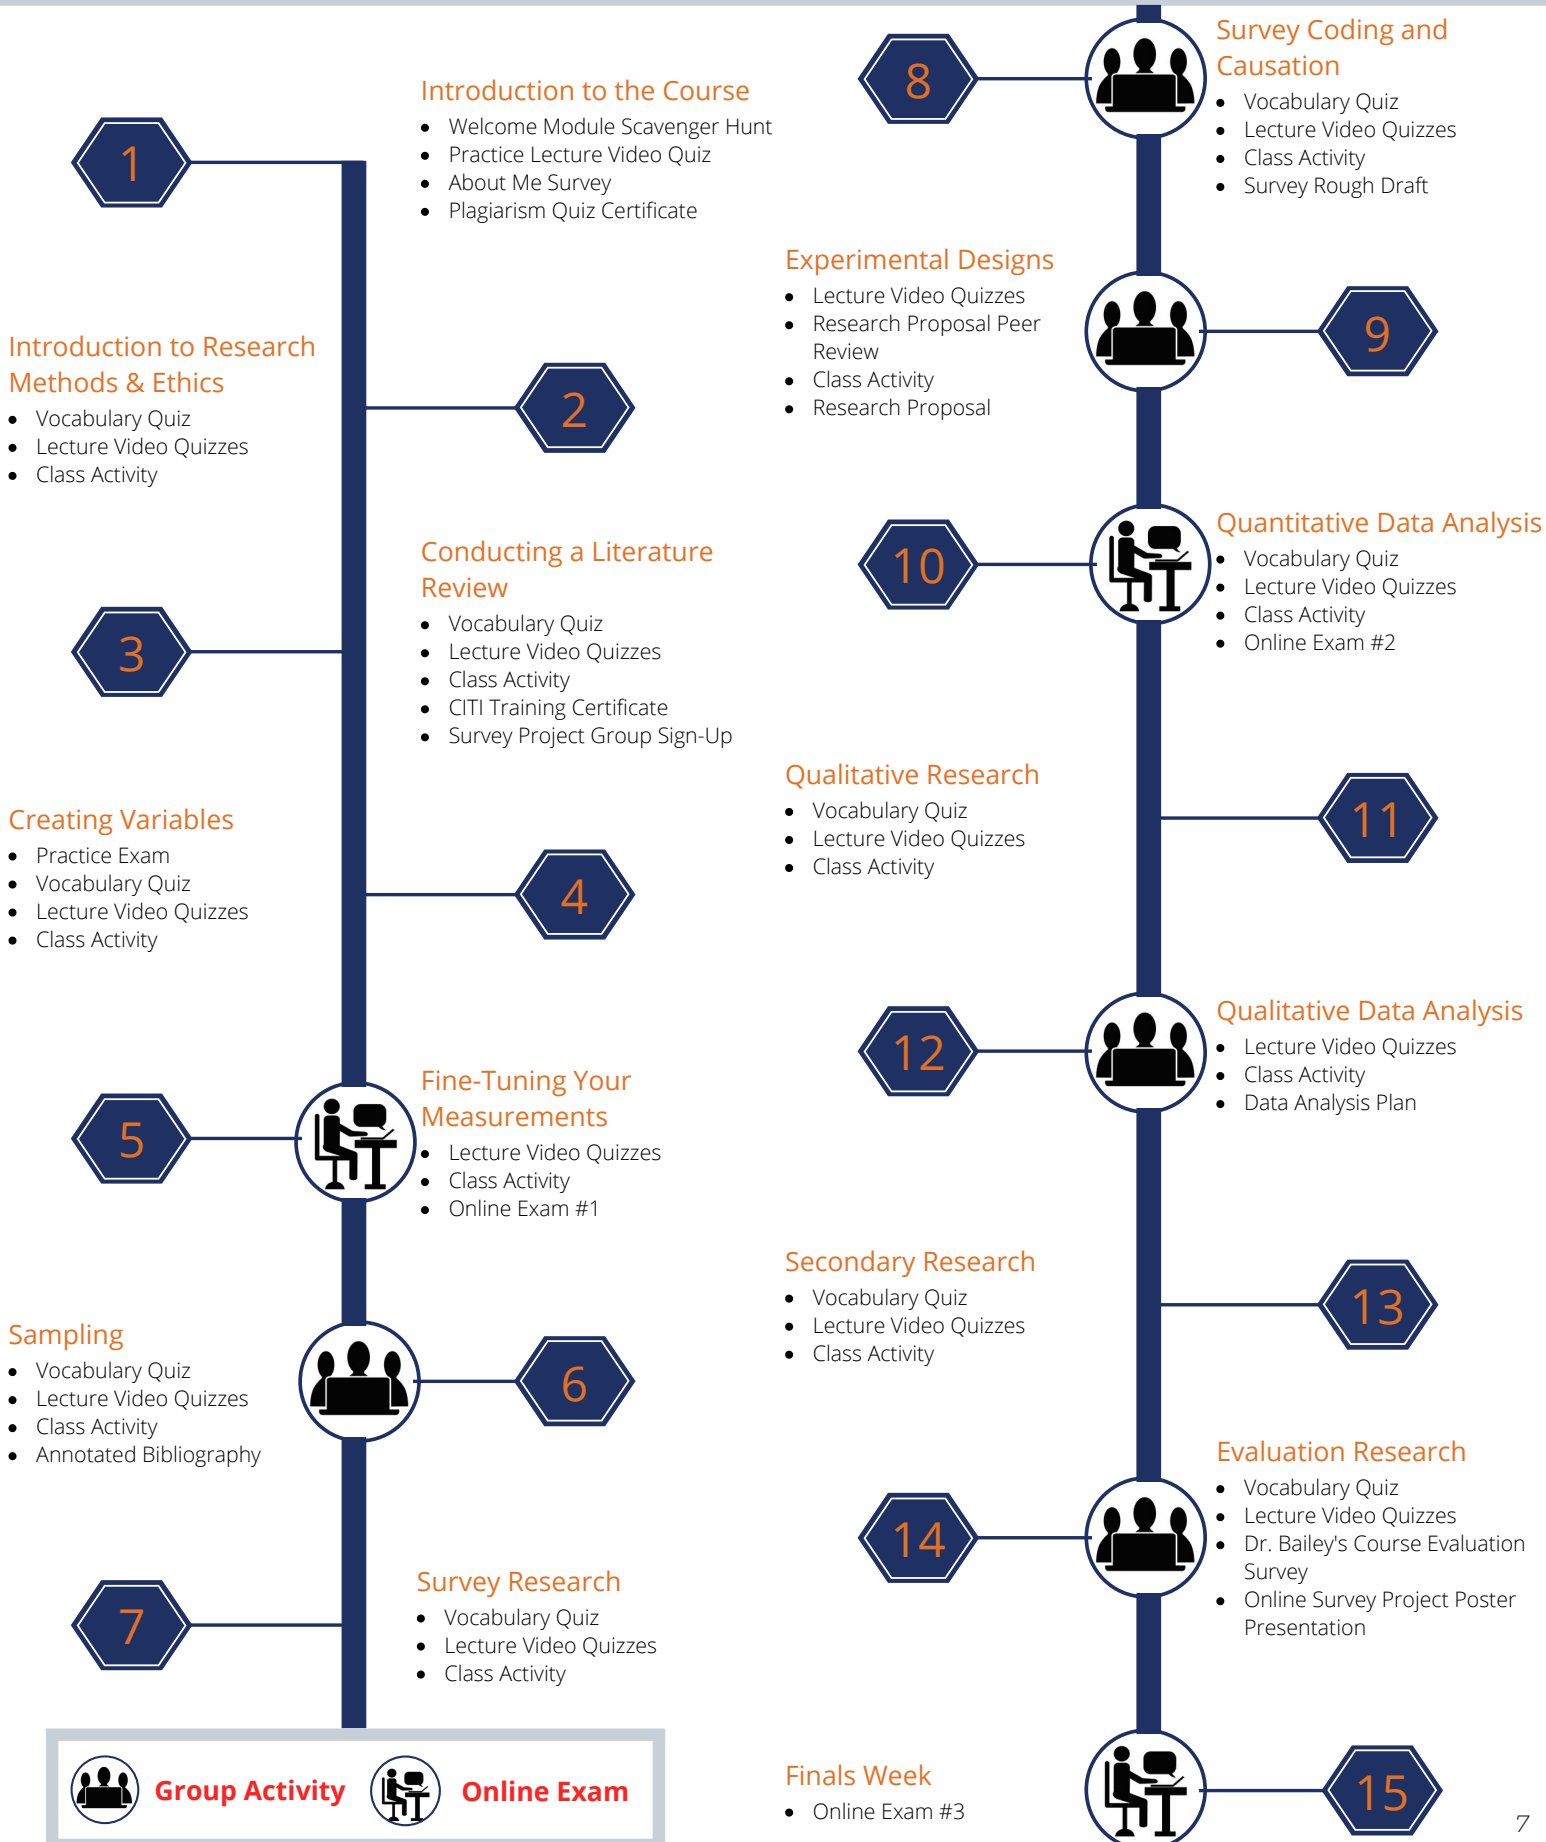 1
Introduction to the Course
Welcome Module Scavenger Hunt
Practice Lecture Video Quiz
About Me Survey
Plagiarism Quiz Certificate
Introduction to Research
Methods & Ethics
Vocabulary Quiz
Lecture Video Quizzes
Class Activity
2
3
Conducting a Literature
Review
Vocabulary Quiz
Lecture Video Quizzes
Class Activity
CITI Training Certificate
Survey Project Group Sign-Up
Creating Variables
Practice Exam
Vocabulary Quiz
Lecture Video Quizzes
Class Activity
4
5
Fine-Tuning Your
Measurements
Lecture Video Quizzes
Class Activity
Online Exam #1
Sampling
Vocabulary Quiz
Lecture Video Quizzes
Class Activity
Annotated Bibliography
6
7
Survey Research
Vocabulary Quiz
Lecture Video Quizzes
Class Activity
Group Activity
Online Exam
8
Survey Coding and
Causation
Vocabulary Quiz
Lecture Video Quizzes
Class Activity
Survey Rough Draft
Experimental Designs
Lecture Video Quizzes
Research Proposal Peer
Review
Class Activity
Research Proposal
9
10
Quantitative Data Analysis
Vocabulary Quiz
Lecture Video Quizzes
Class Activity
Online Exam #2
Qualitative Research
Vocabulary Quiz
Lecture Video Quizzes
Class Activity
11
12
Qualitative Data Analysis
Lecture Video Quizzes
Class Activity
Data Analysis Plan
Secondary Research
Vocabulary Quiz
Lecture Video Quizzes
Class Activity
13
14
Evaluation Research
Vocabulary Quiz
Lecture Video Quizzes
Dr. Bailey's Course Evaluation
Survey
Online Survey Project Poster
Presentation
Finals Week
Online Exam #3
15
7